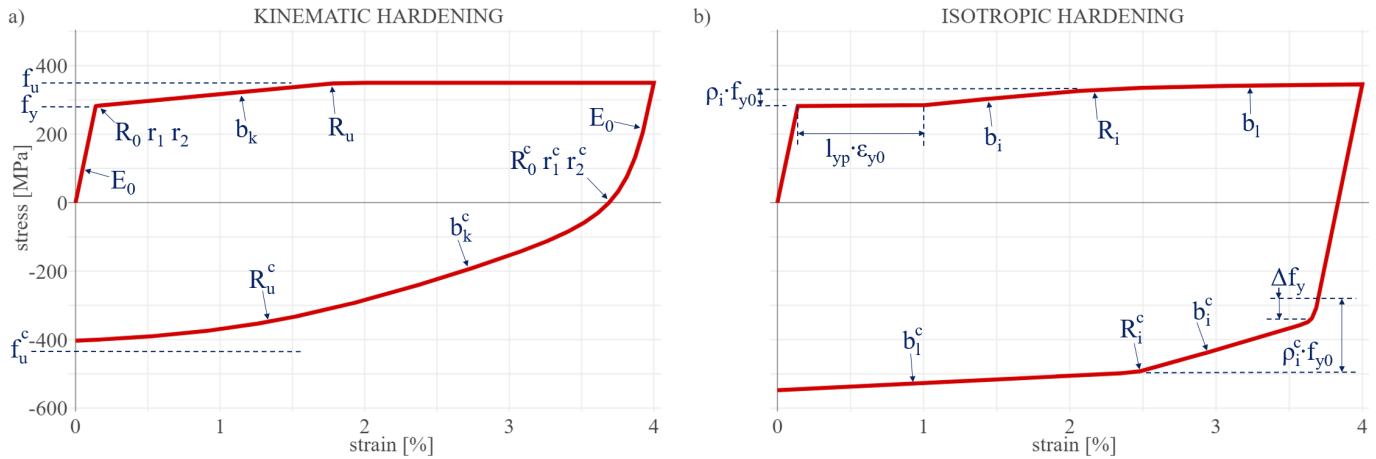 a)
KINEMATIC HARDENING
stress [MPa]
400
200
0
-200
-400
-600
f_u
f_y
f_u^c
R_0 r_1 r_2
b_k
R_u
E_0
E_0
R_0^c r_1^c r_2^c
b_k^c
R_u^c
0
1
2
3
4
strain [%]
b)
ISOTROPIC HARDENING
ρ_i·f_y0
l_yp·ε_y0
b_i
R_i
b_l
Δf_y
b_i^c
R_i^c
b_l^c
ρ_i^c·f_y0
0
1
2
3
4
strain [%]